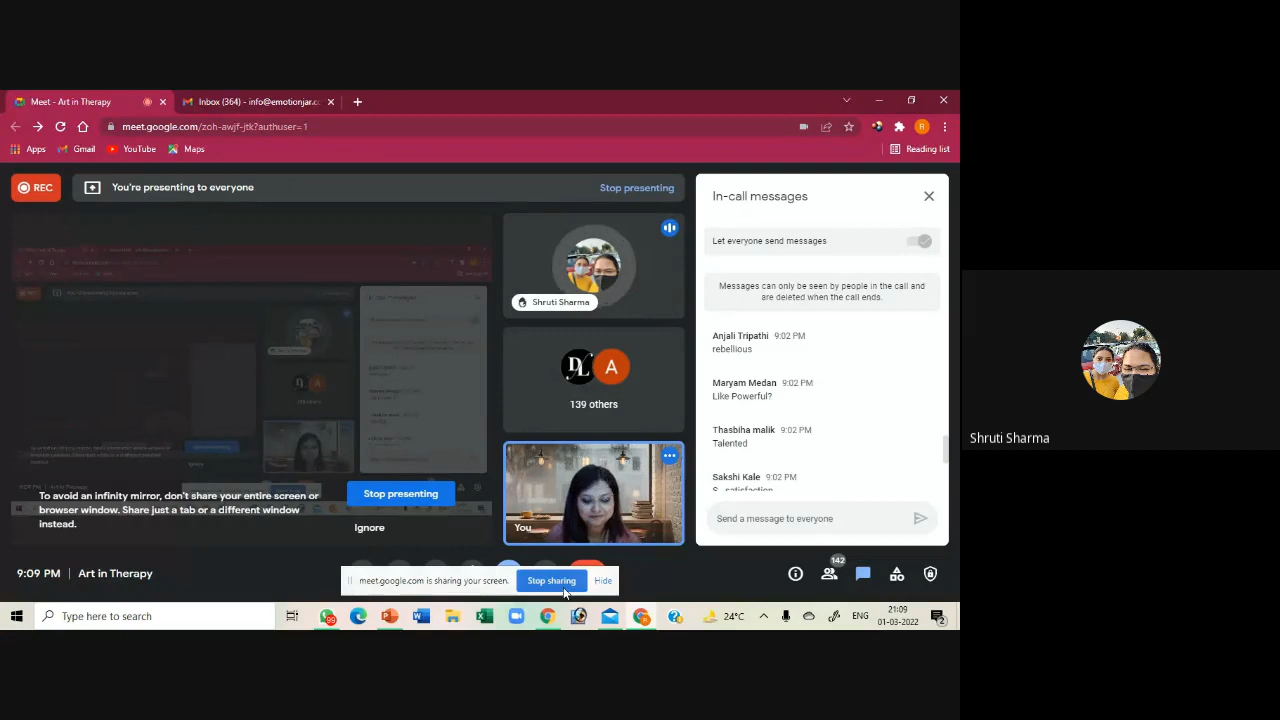 Meet - Art in Therapy
Inbox (364) - info@emotionjar.c
meet.google.com/zoh-awjf-jtk?authuser=1
Apps Gmail YouTube Maps Reading list
REC
You're presenting to everyone
Stop presenting
Shruti Sharma
A
139 others
You
To avoid an infinity mirror, don't share your entire screen or
browser window. Share just a tab or a different window
instead.
Stop presenting
Ignore
In-call messages
Let everyone send messages
Messages can only be seen by people in the call and
are deleted when the call ends.
Anjali Tripathi 9:02 PM
rebellious
Maryam Medan 9:02 PM
Like Powerful?
Thasbiha malik 9:02 PM
Talented
Sakshi Kale 9:02 PM
S.. satisfaction
Send a message to everyone
9:09 PM | Art in Therapy
142
meet.google.com is sharing your screen.
Stop sharing
Hide
Type here to search
99
24°C
ENG
21:09
01-03-2022
2
Shruti Sharma